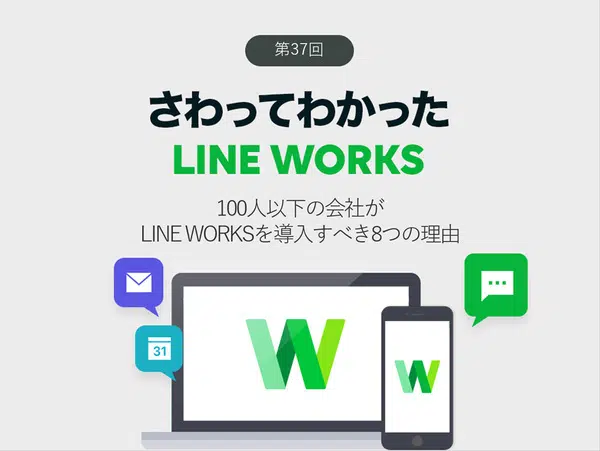 第37回
さわってわかった
LINE WORKS
100人以下の会社が
LINE WORKSを導入すべき8つの理由
31
W
W